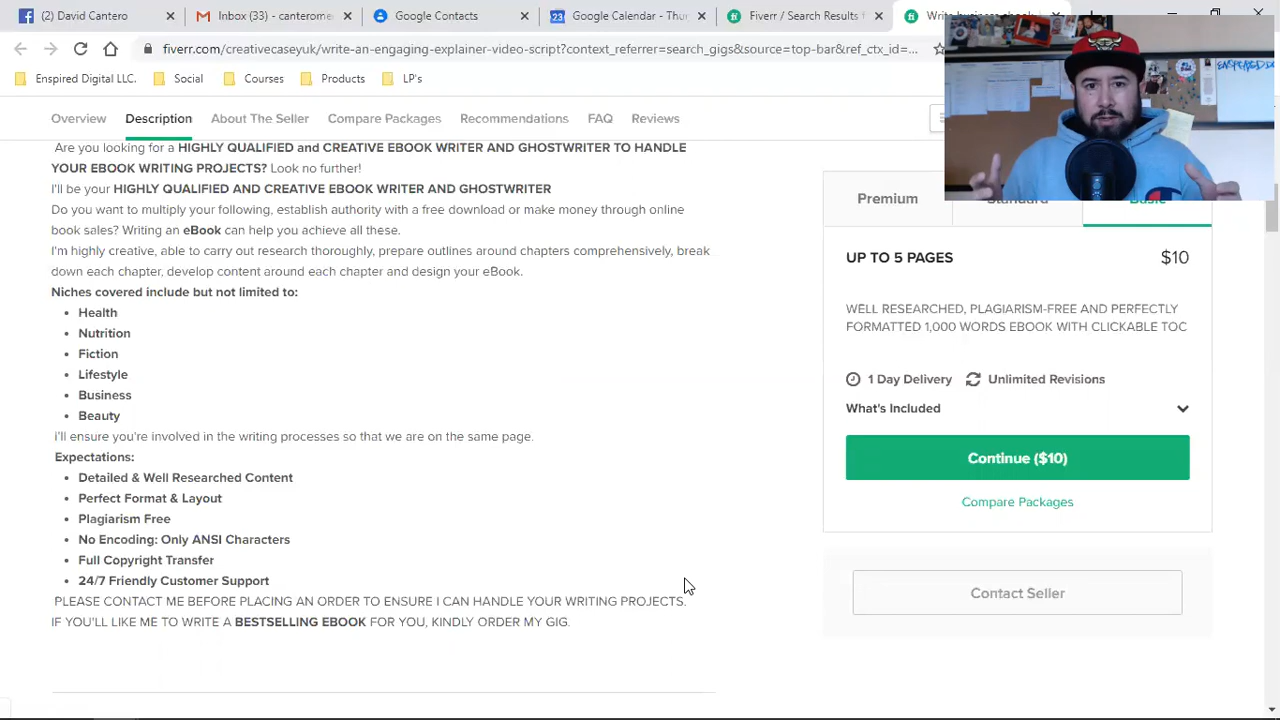 David Cantero
Google Contacts
Google Calendar - Thu
Fiverr / Search Results
fiverr.com/creativecaseyuk/write-an-engaging-explainer-video-script?context_referrer=search_gigs&source=top-bar&ref_ctx_id=...
Enspired Digital LLC.
Social
Products
LP's
Overview
Description
About The Seller
Compare Packages
Recommendations
FAQ
Reviews
Are you looking for a HIGHLY QUALIFIED and CREATIVE EBOOK WRITER AND GHOSTWRITER TO HANDLE
YOUR EBOOK WRITING PROJECTS? Look no further!
I'll be your HIGHLY QUALIFIED and CREATIVE EBOOK WRITER AND GHOSTWRITER
Do you want to multiply your following, establish authority with a free download or make money through online
book sales? Writing an eBook can help you achieve all these.
I'm highly creative, able to carry out research thoroughly, prepare outlines around chapters comprehensively, break
down each chapter, develop content around each chapter and design your eBook.
Niches covered include but not limited to:
Health
Nutrition
Fiction
Lifestyle
Business
Beauty
I'll ensure you're involved in the writing processes so that we are on the same page.
Expectations:
Detailed & Well Researched Content
Perfect Format & Layout
Plagiarism Free
No Encoding: Only ANSI Characters
Full Copyright Transfer
24/7 Friendly Customer Support
PLEASE CONTACT ME BEFORE PLACING AN ORDER TO ENSURE I CAN HANDLE YOUR WRITING PROJECTS.
IF YOU'LL LIKE ME TO WRITE A BESTSELLING EBOOK FOR YOU, KINDLY ORDER MY GIG.
Premium
Standard
Basic
UP TO 5 PAGES $10
WELL RESEARCHED, PLAGIARISM-FREE AND PERFECTLY
FORMATTED 1,000 WORDS EBOOK WITH CLICKABLE TOC
1 Day Delivery Unlimited Revisions
What's Included
Continue ($10)
Compare Packages
Contact Seller